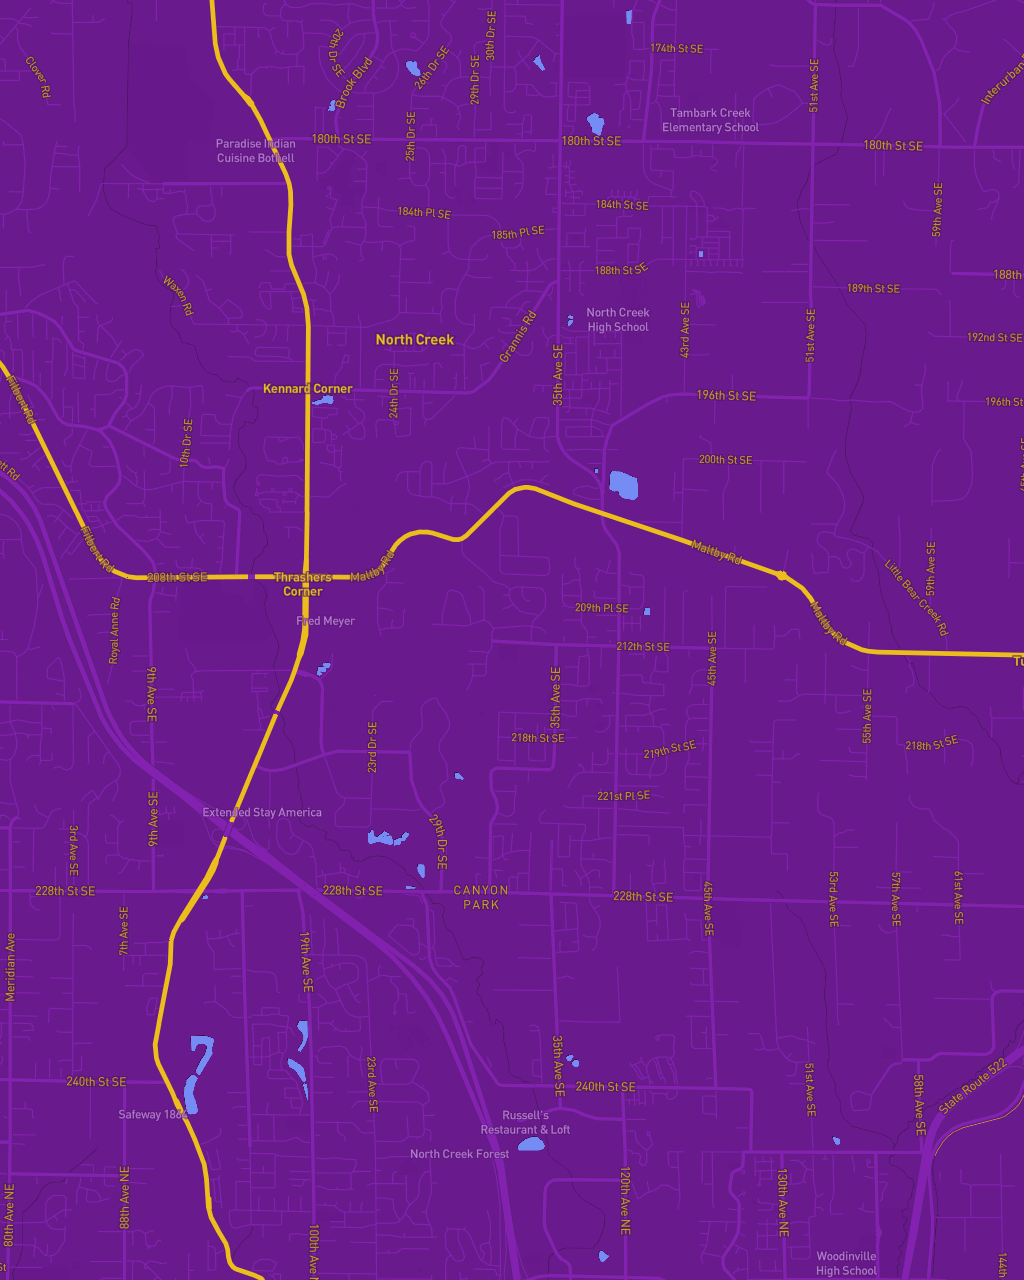 30th Dr SE
20th Dr SE
174th St SE
26th Dr SE
Clover Rd
Brook Blvd
29th Dr SE
51st Ave SE
Interurban
Tambark Creek
Elementary School
25th Dr SE
180th St SE
180th St SE
180th St SE
Paradise Indian
Cuisine Bothell
59th Ave SE
184th Pl SE
184th St SE
185th Pl SE
188th St SE
188th
189th St SE
Waxen Rd
North Creek
High School
43rd Ave SE
51st Ave SE
Grannis Rd
North Creek
192nd St SE
35th Ave SE
Kennard Corner
24th Dr SE
196th St SE
196th St
Filbert Rd
10th Dr SE
200th St SE
Filbert Rd
Maltby Rd
Maltby Rd
59th Ave SE
208th St SE
Thrashers
Corner
Little Bear Creek Rd
209th Pl SE
Maltby Rd
Royal Anne Rd
Fred Meyer
212th St SE
45th Ave SE
9th Ave SE
35th Ave SE
55th Ave SE
23rd Dr SE
218th St SE
219th St SE
218th St SE
221st Pl SE
9th Ave SE
Extended Stay America
3rd Ave SE
29th Dr SE
228th St SE
228th St SE
CANYON
PARK
228th St SE
45th Ave SE
53rd Ave SE
57th Ave SE
61st Ave SE
7th Ave SE
Meridian Ave
19th Ave SE
35th Ave SE
240th St SE
23rd Ave SE
240th St SE
51st Ave SE
58th Ave SE
State Route 522
Safeway 1864
Russell's
Restaurant & Loft
North Creek Forest
80th Ave NE
88th Ave NE
120th Ave NE
130th Ave NE
100th Ave N
Woodinville
High School
144th